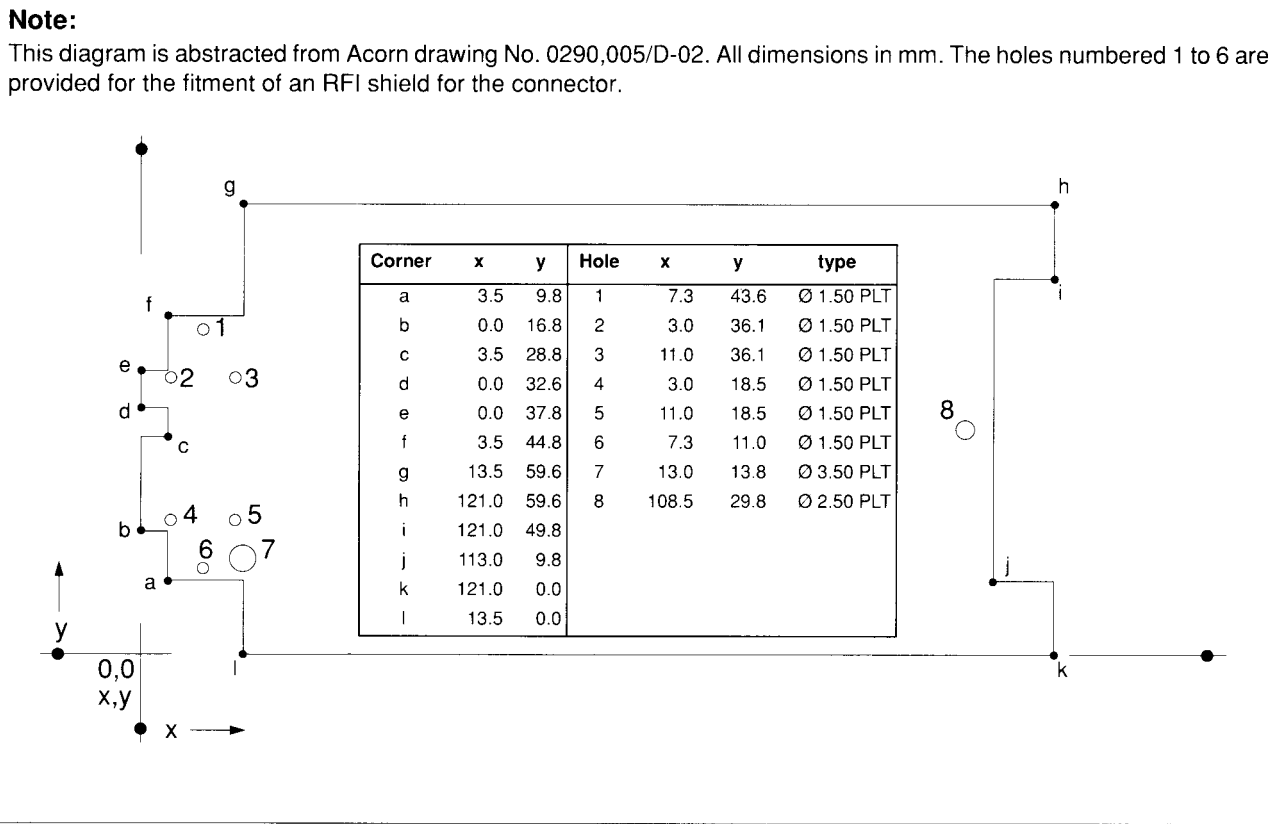 Note:
This diagram is abstracted from Acorn drawing No. 0290,005/D-02. All dimensions in mm. The holes numbered 1 to 6 are
provided for the fitment of an RFI shield for the connector.
g
h
Corner x y Hole x y type
a 3.5 9.8 1 7.3 43.6 Ø 1.50 PLT
b 0.0 16.8 2 3.0 36.1 Ø 1.50 PLT
c 3.5 28.8 3 11.0 36.1 Ø 1.50 PLT
d 0.0 32.6 4 3.0 18.5 Ø 1.50 PLT
e 0.0 37.8 5 11.0 18.5 Ø 1.50 PLT
f 3.5 44.8 6 7.3 11.0 Ø 1.50 PLT
g 13.5 59.6 7 13.0 13.8 Ø 3.50 PLT
h 121.0 59.6 8 108.5 29.8 Ø 2.50 PLT
i 121.0 49.8
j 113.0 9.8
k 121.0 0.0
l 13.5 0.0
i
f
1
e
2
3
d
8
c
4
5
b
6
7
j
a
y
0,0
l
k
x,y
x